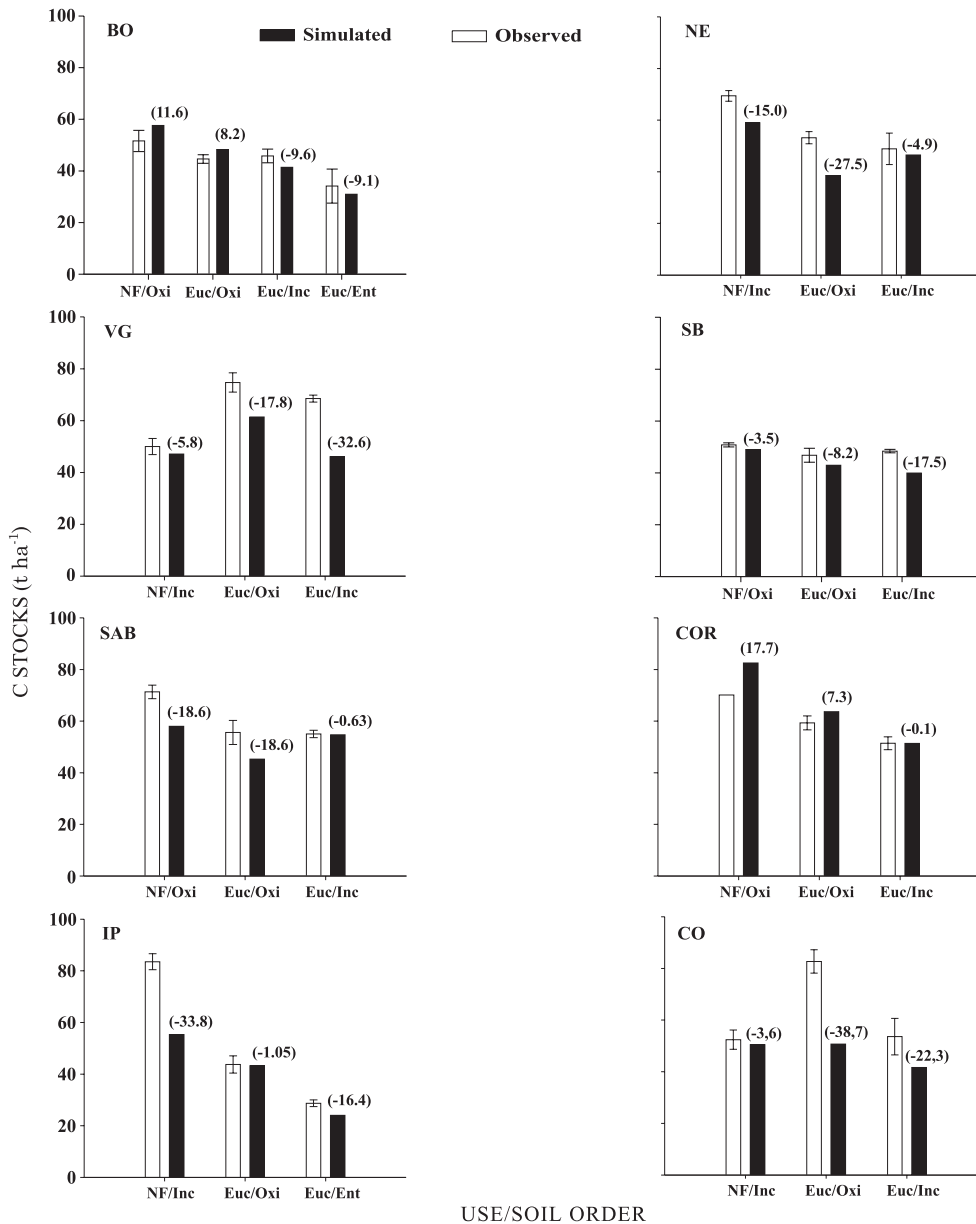 BO
Simulated
Observed
100
80
60
40
20
0
(11.6)
(8.2)
(-9.6)
(-9.1)
NF/Oxi
Euc/Oxi
Euc/Inc
Euc/Ent
NE
(-15.0)
(-27.5)
(-4.9)
NF/Inc
Euc/Oxi
Euc/Inc
VG
100
80
60
40
20
0
(-5.8)
(-17.8)
(-32.6)
NF/Inc
Euc/Oxi
Euc/Inc
SB
(-3.5)
(-8.2)
(-17.5)
NF/Oxi
Euc/Oxi
Euc/Inc
C STOCKS (t ha-1)
SAB
100
80
60
40
20
0
(-18.6)
(-18.6)
(-0.63)
NF/Oxi
Euc/Oxi
Euc/Inc
COR
(17.7)
(7.3)
(-0.1)
NF/Oxi
Euc/Oxi
Euc/Inc
IP
100
80
60
40
20
0
(-33.8)
(-1.05)
(-16.4)
NF/Inc
Euc/Oxi
Euc/Ent
CO
(-3,6)
(-38,7)
(-22,3)
NF/Inc
Euc/Oxi
Euc/Inc
USE/SOIL ORDER